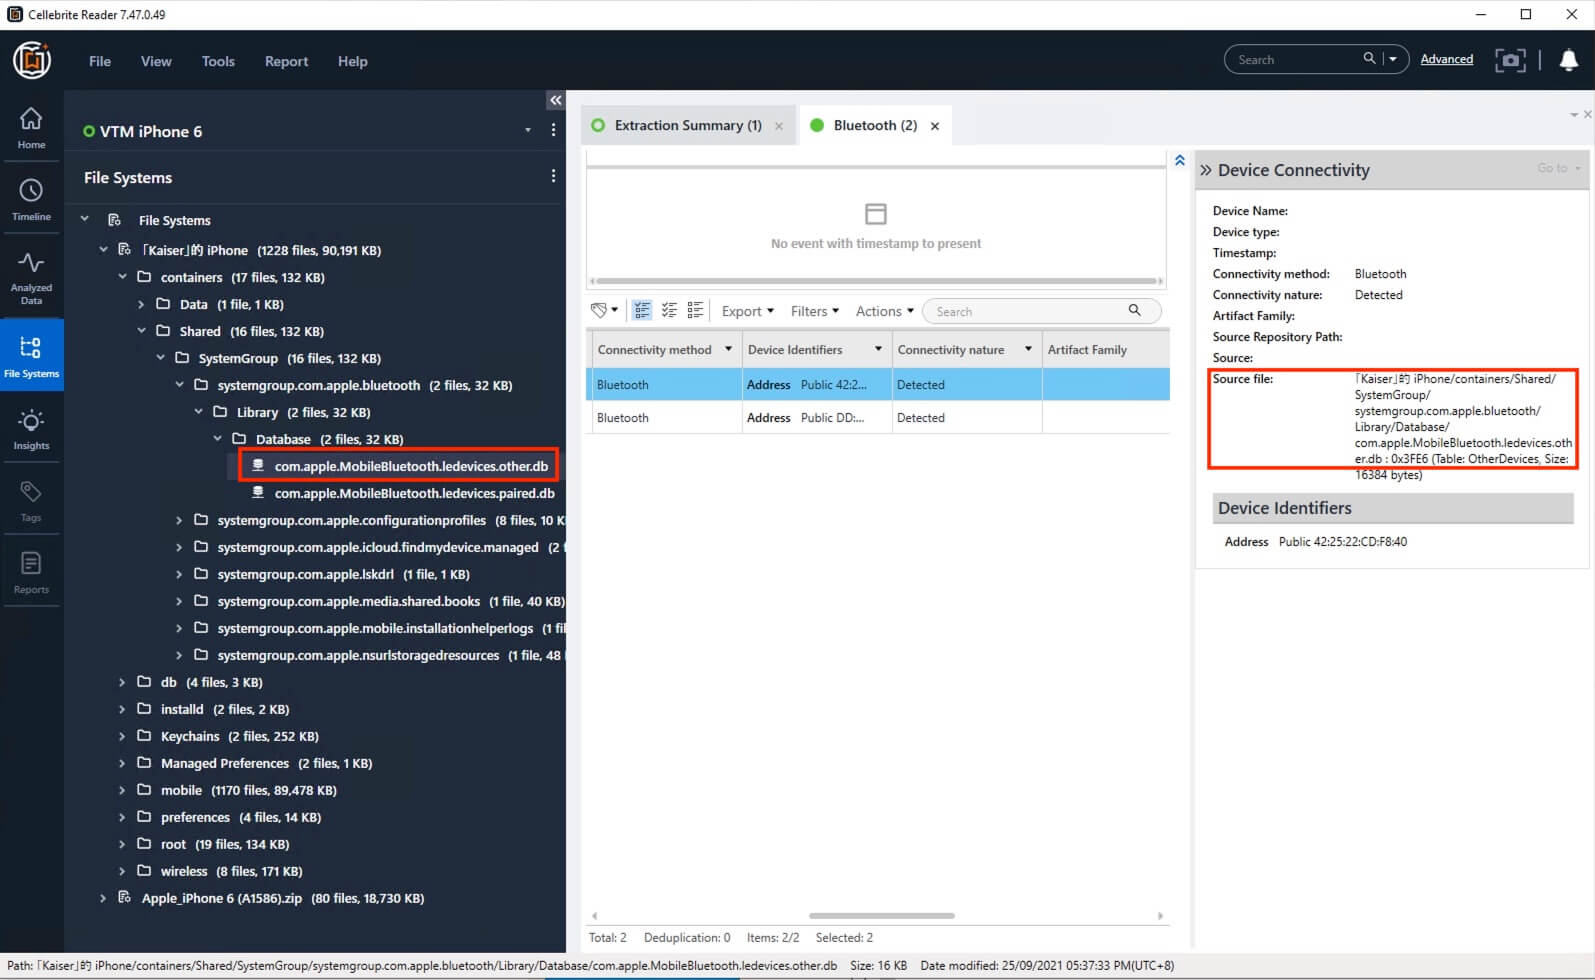 Cellebrite Reader 7.47.0.49
File View Tools Report Help
Search
Advanced
Home
Timeline
Analyzed
Data
File Systems
Insights
Tags
Reports
VTM iPhone 6
File Systems
File Systems
「Kaiser」的 iPhone (1228 files, 90,191 KB)
containers (17 files, 132 KB)
Data (1 file, 1 KB)
Shared (16 files, 132 KB)
SystemGroup (16 files, 132 KB)
systemgroup.com.apple.bluetooth (2 files, 32 KB)
Library (2 files, 32 KB)
Database (2 files, 32 KB)
com.apple.MobileBluetooth.ledevices.other.db
com.apple.MobileBluetooth.ledevices.paired.db
systemgroup.com.apple.configurationprofiles (8 files, 10 K
systemgroup.com.apple.icloud.findmydevice.managed (2 f
systemgroup.com.apple.lskdrl (1 file, 1 KB)
systemgroup.com.apple.media.shared.books (1 file, 40 KB)
systemgroup.com.apple.mobile.installationhelperlogs (1 fil
systemgroup.com.apple.nsurlstoragedresources (1 file, 48
db (4 files, 3 KB)
installd (2 files, 2 KB)
Keychains (2 files, 252 KB)
Managed Preferences (2 files, 1 KB)
mobile (1170 files, 89,478 KB)
preferences (4 files, 14 KB)
root (19 files, 134 KB)
wireless (8 files, 171 KB)
Apple_iPhone 6 (A1586).zip (80 files, 18,730 KB)
Extraction Summary (1)
Bluetooth (2)
No event with timestamp to present
Export Filters Actions Search
Connectivity method Device Identifiers Connectivity nature Artifact Family
Bluetooth Address Public 42:2... Detected
Bluetooth Address Public DD:... Detected
Total: 2 Deduplication: 0 Items: 2/2 Selected: 2
Device Connectivity
Go to
Device Name:
Device type:
Timestamp:
Connectivity method: Bluetooth
Connectivity nature: Detected
Artifact Family:
Source Repository Path:
Source:
Source file: 「Kaiser」的 iPhone/containers/Shared/
SystemGroup/
systemgroup.com.apple.bluetooth/
Library/Database/
com.apple.MobileBluetooth.ledevices.oth
er.db : 0x3FE6 (Table: OtherDevices, Size:
16384 bytes)
Device Identifiers
Address Public 42:25:22:CD:F8:40
Path: 「Kaiser」的 iPhone/containers/Shared/SystemGroup/systemgroup.com.apple.bluetooth/Library/Database/com.apple.MobileBluetooth.ledevices.other.db Size: 16 KB Date modified: 25/09/2021 05:37:33 PM(UTC+8)